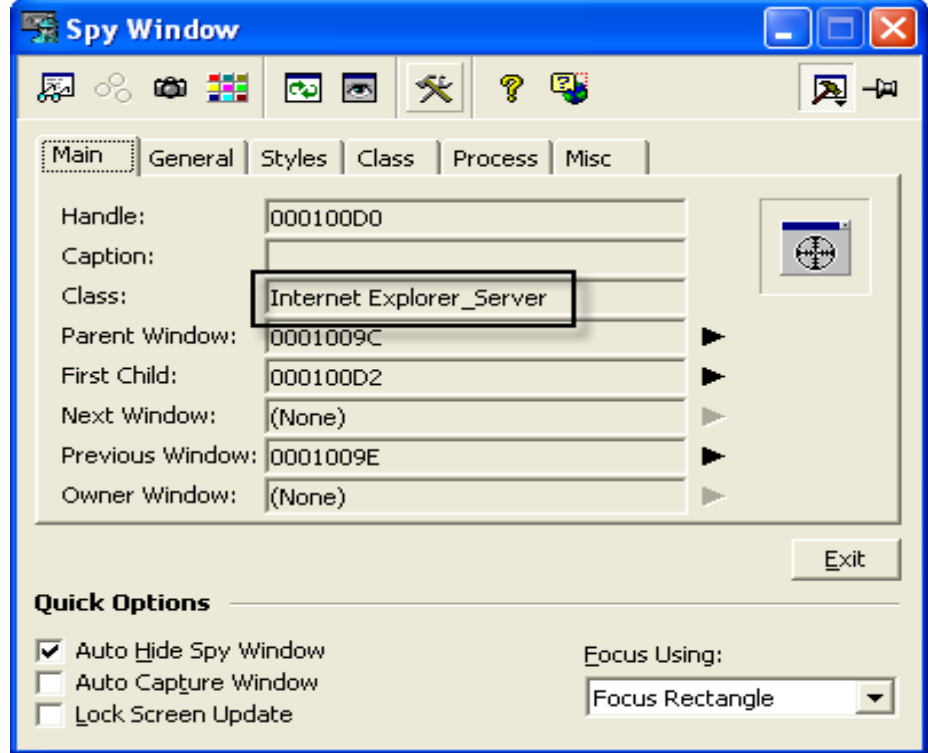 Spy Window
Main General Styles Class Process Misc
Handle: 000100D0
Caption:
Class: Internet Explorer_Server
Parent Window: 0001009C
First Child: 000100D2
Next Window: (None)
Previous Window: 0001009E
Owner Window: (None)
Exit
Quick Options
Auto Hide Spy Window
Focus Using:
Auto Capture Window
Focus Rectangle
Lock Screen Update